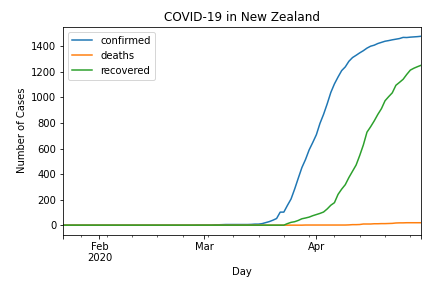 COVID-19 in New Zealand
confirmed
deaths
recovered
Number of Cases
1400
1200
1000
800
600
400
200
0
Feb
2020
Mar
Apr
Day